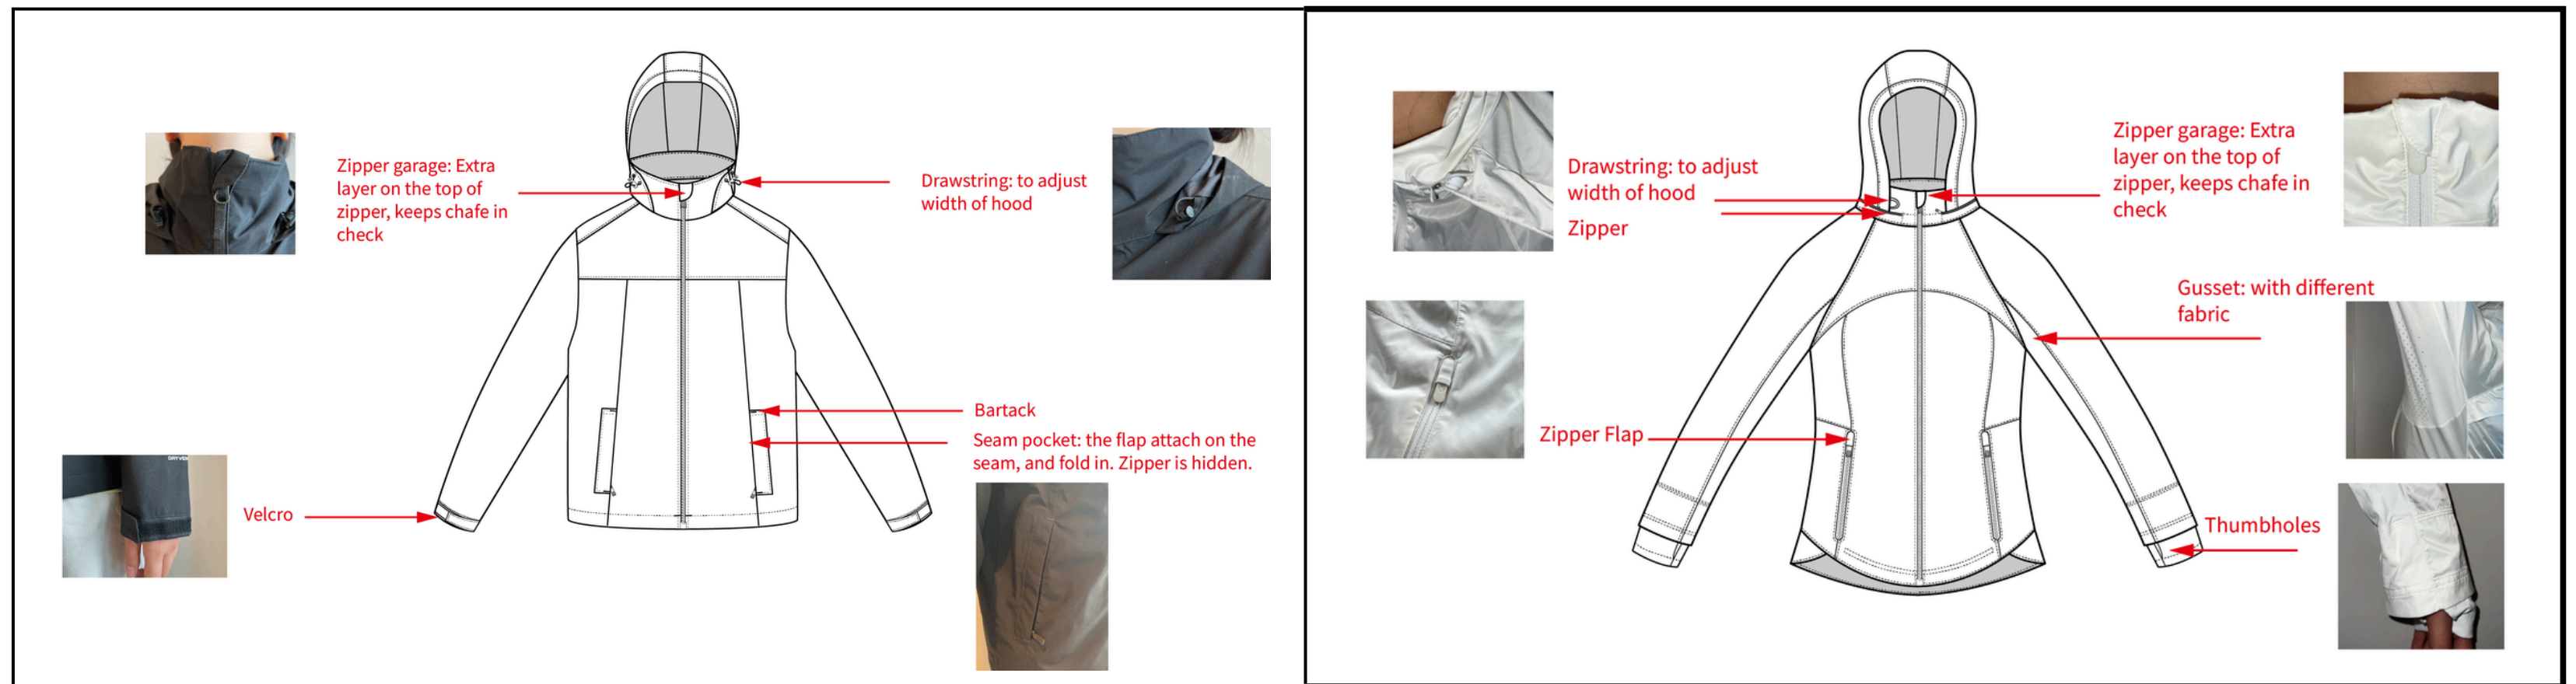 Zipper garage: Extra
layer on the top of
zipper, keeps chafe in
check
Drawstring: to adjust
width of hood
Bartack
Seam pocket: the flap attach on the
seam, and fold in. Zipper is hidden.
Velcro
Drawstring: to adjust
width of hood
Zipper
Zipper garage: Extra
layer on the top of
zipper, keeps chafe in
check
Gusset: with different
fabric
Zipper Flap
Thumbholes